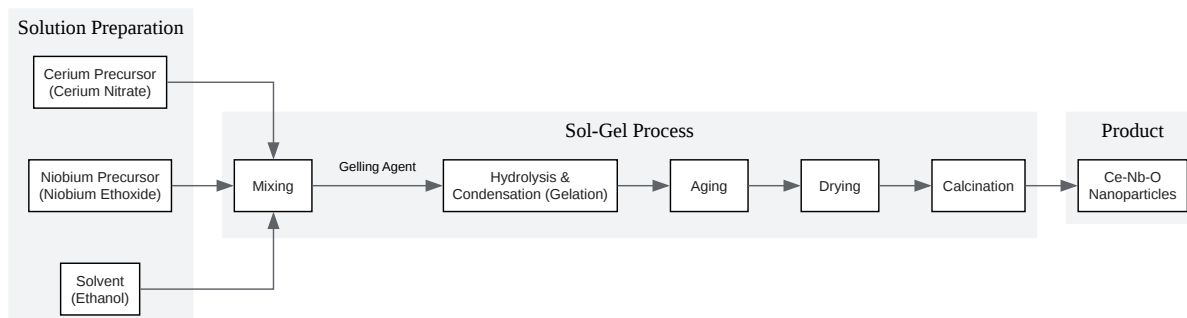 Solution Preparation
Cerium Precursor
(Cerium Nitrate)
Niobium Precursor
(Niobium Ethoxide)
Solvent
(Ethanol)
Sol-Gel Process
Mixing
Gelling Agent
Hydrolysis &
Condensation (Gelation)
Aging
Drying
Calcination
Product
Ce-Nb-O
Nanoparticles